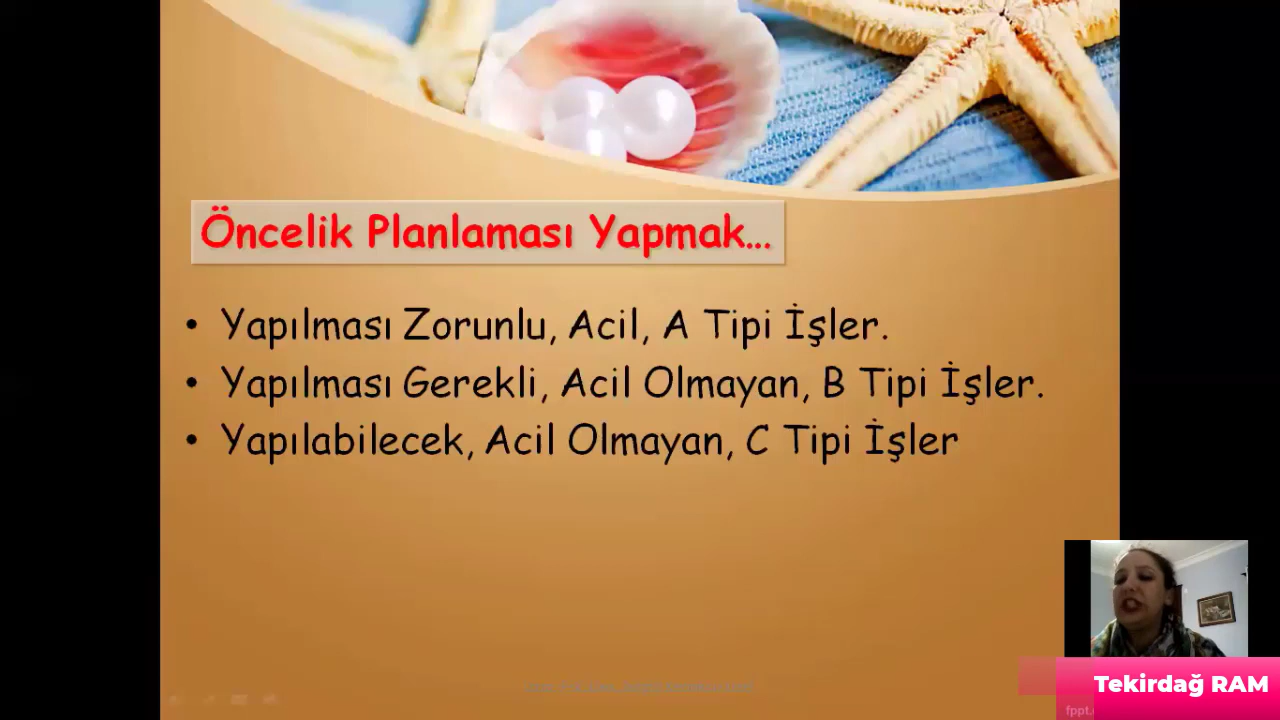 Öncelik Planlaması Yapmak...
• Yapılması Zorunlu, Acil, A Tipi İşler.
• Yapılması Gerekli, Acil Olmayan, B Tipi İşler.
• Yapılabilecek, Acil Olmayan, C Tipi İşler
Tekirdağ RAM
fppt.